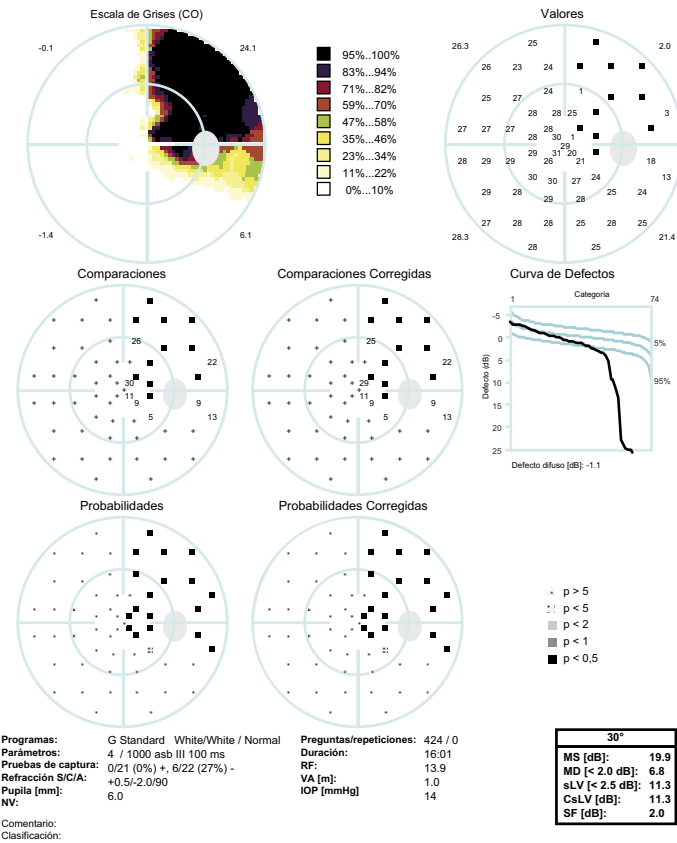 Escala de Grises (CO)
Valores
-0.1
24.1
-1.4
6.1
95%..100%
83%..94%
71%..82%
59%..70%
47%..58%
35%..46%
23%..34%
11%..22%
0%..10%
26.3
25
2.0
26 23 24
25 27 24 1
28 28 25 3
27 27 27 28
28 30 1
29
29 31 20
28 29 29 26 21 18
30 30 27 24 13
29 28 25 24
29 28
27 28 28 25 25
28.3 21.4
28 25
Comparaciones
Comparaciones Corregidas
Curva de Defectos
26
22
30
11 9 9
5 13
25
22
29
11 9 9
5 13
Categoría
1 74
-5
0
5
10
15
20
25
Defecto (dB)
5%
95%
Defecto difuso [dB]: -1.1
Probabilidades
Probabilidades Corregidas
p > 5
p < 5
p < 2
p < 1
p < 0,5
Programas: G Standard White/White / Normal
Parámetros: 4 / 1000 asb III 100 ms
Pruebas de captura: 0/21 (0%) +, 6/22 (27%) -
Refracción S/C/A: +0.5/-2.0/90
Pupila [mm]: 6.0
NV:
Preguntas/repeticiones: 424 / 0
Duración: 16:01
RF: 13.9
VA [m]: 1.0
IOP [mmHg] 14
Comentario:
Clasificación:
30°
MS [dB]: 19.9
MD [< 2.0 dB]: 6.8
sLV [< 2.5 dB]: 11.3
CsLV [dB]: 11.3
SF [dB]: 2.0